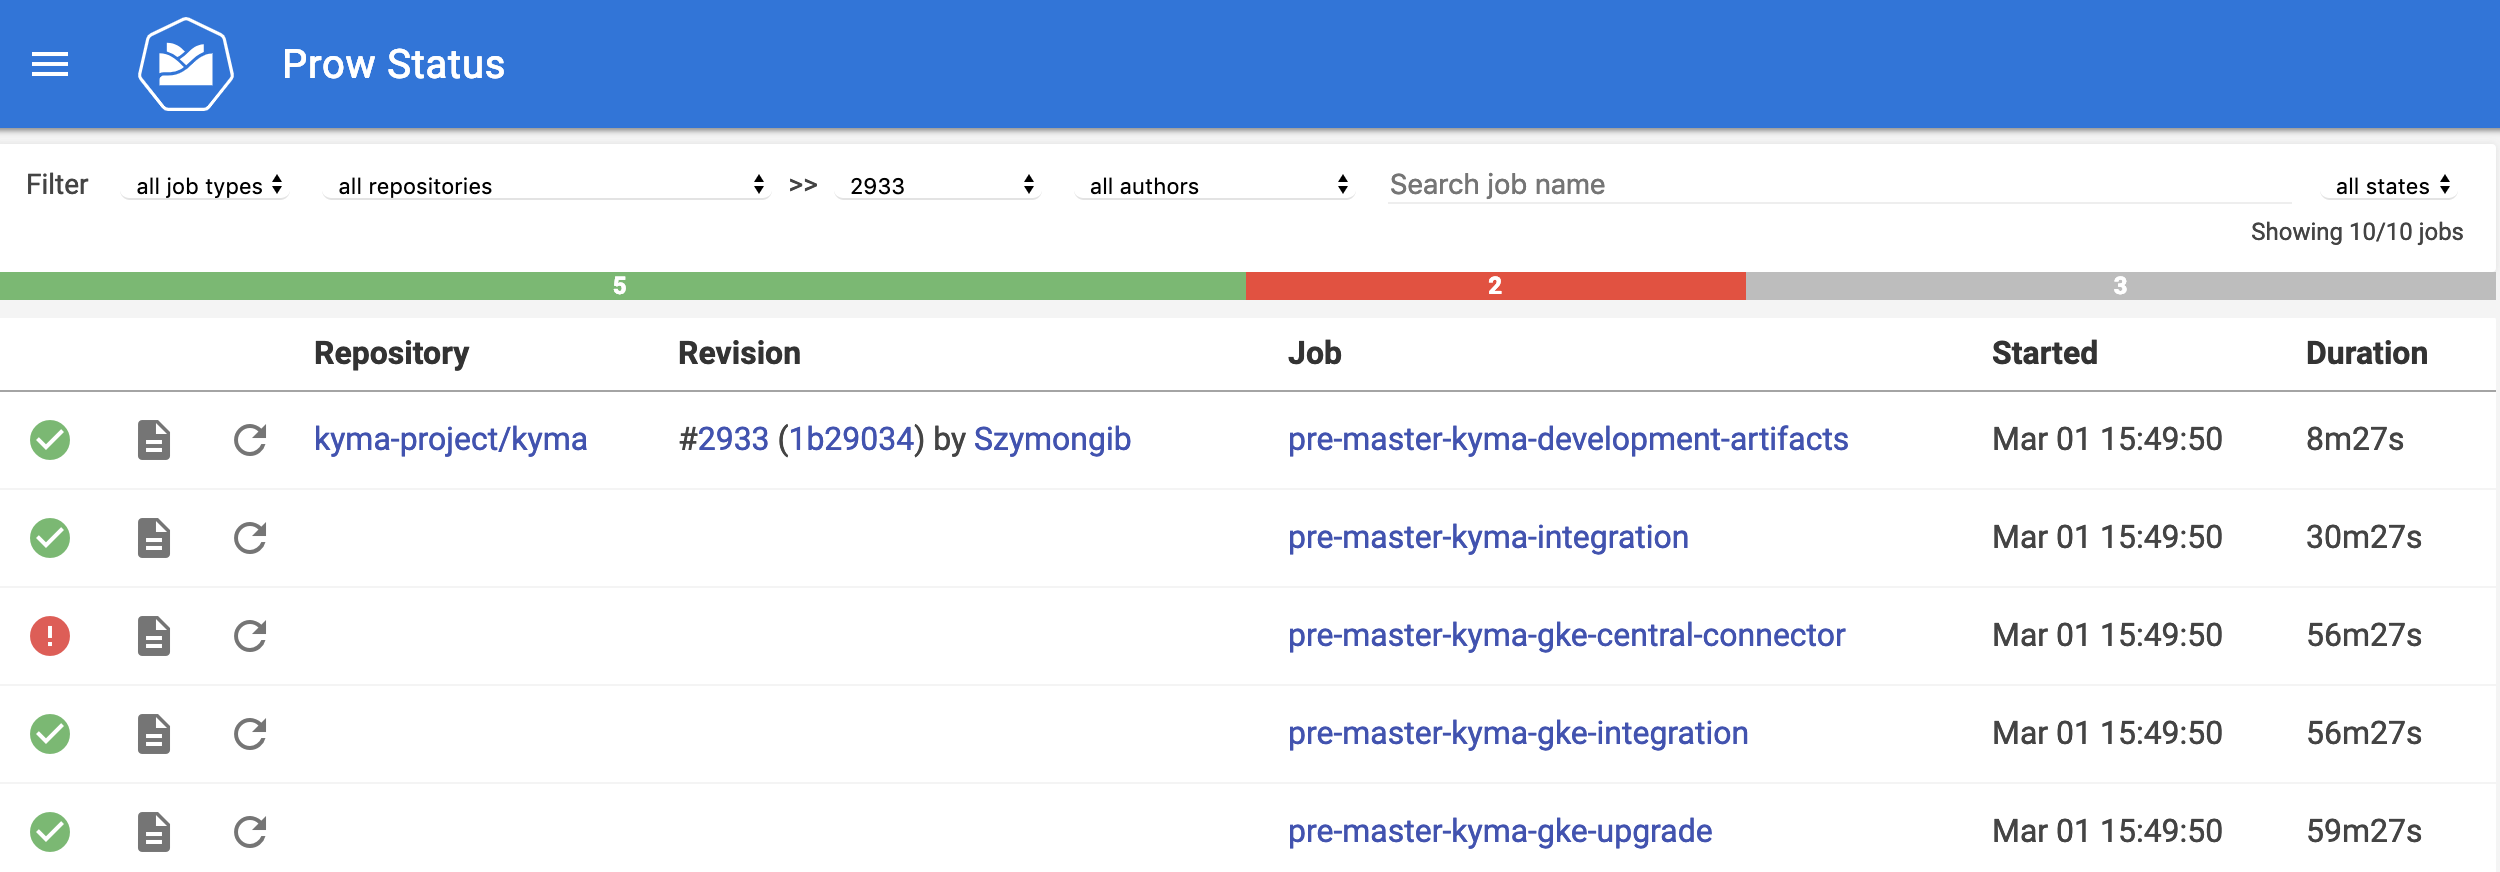 Prow Status
Filter all job types all repositories >> 2933 all authors Search job name all states
Showing 10/10 jobs
5 2 3
Repository Revision Job Started Duration
kyma-project/kyma #2933 (1b29034) by Szymongib pre-master-kyma-development-artifacts Mar 01 15:49:50 8m27s
pre-master-kyma-integration Mar 01 15:49:50 30m27s
pre-master-kyma-gke-central-connector Mar 01 15:49:50 56m27s
pre-master-kyma-gke-integration Mar 01 15:49:50 56m27s
pre-master-kyma-gke-upgrade Mar 01 15:49:50 59m27s